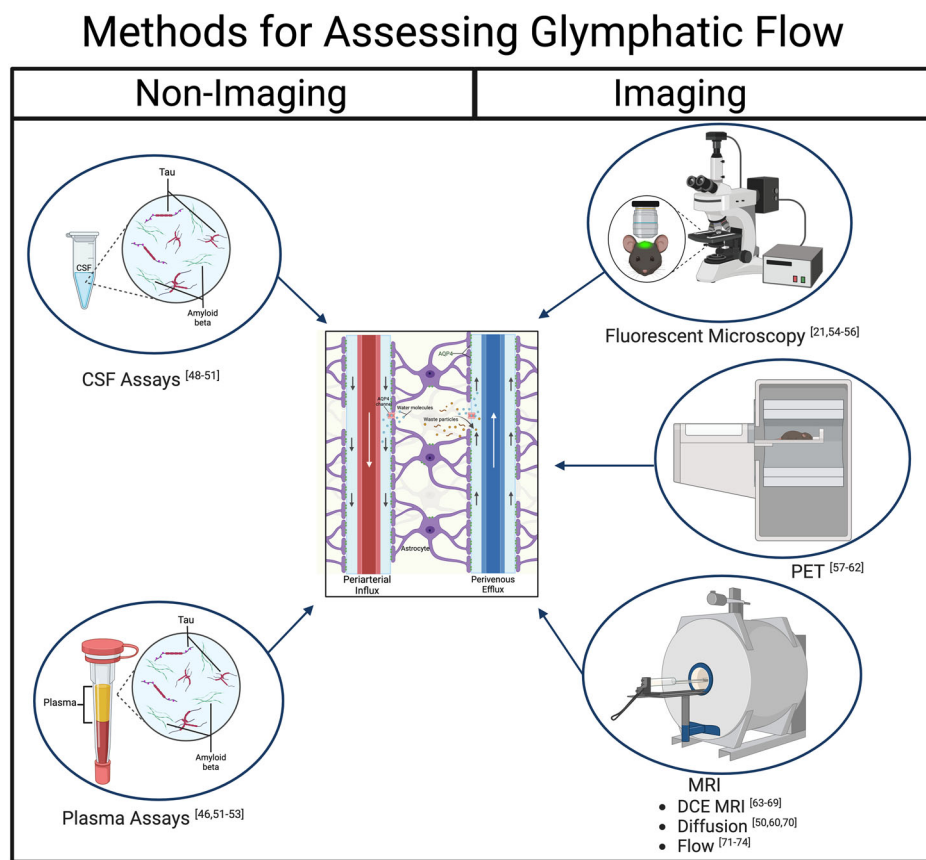 Methods for Assessing Glymphatic Flow
Non-Imaging
Imaging
Tau
CSF
Amyloid
beta
CSF Assays [48-51]
Fluorescent Microscopy [21,54-56]
AQP4
AQP4
channel
Water molecules
Waste particles
Astrocyte
Periarterial
Influx
Perivenous
Efflux
PET [57-62]
Tau
Plasma
Amyloid
beta
Plasma Assays [46,51-53]
MRI
• DCE MRI [63-69]
• Diffusion [50,60,70]
• Flow [71-74]